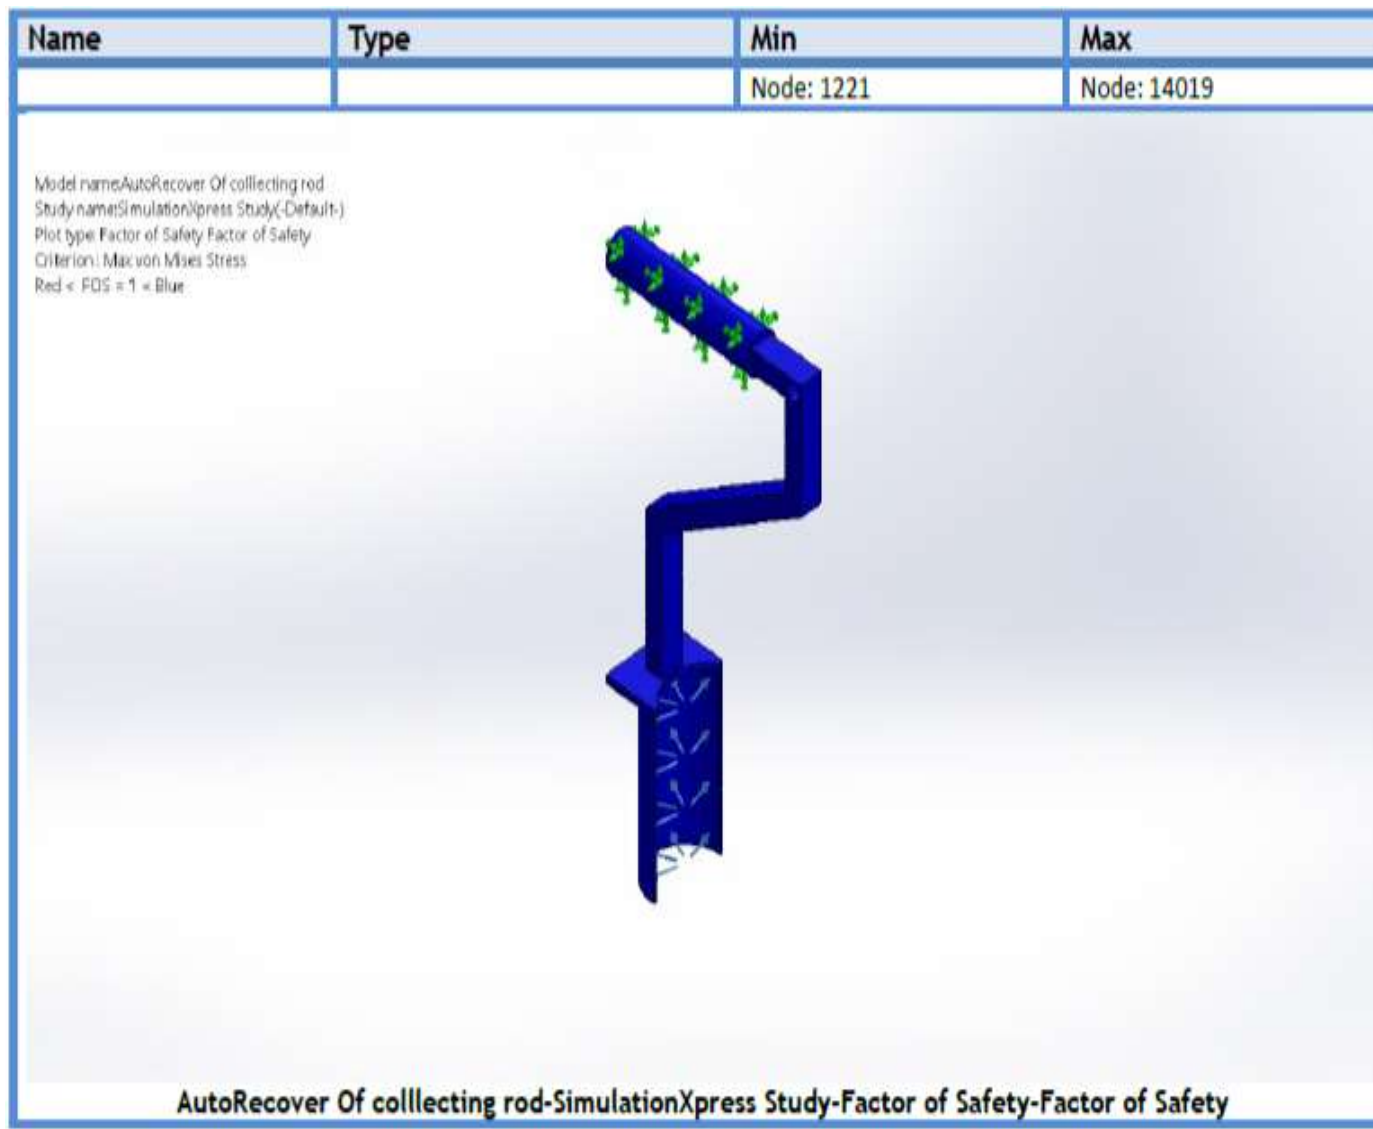 Name Type Min Max
Node: 1221 Node: 14019
Model name:AutoRecover Of colllecting rod
Study name:SimulationXpress Study(-Default-)
Plot type: Factor of Safety Factor of Safety
Criterion : Max von Mises Stress
Red < FOS = 1 < Blue
AutoRecover Of colllecting rod-SimulationXpress Study-Factor of Safety-Factor of Safety